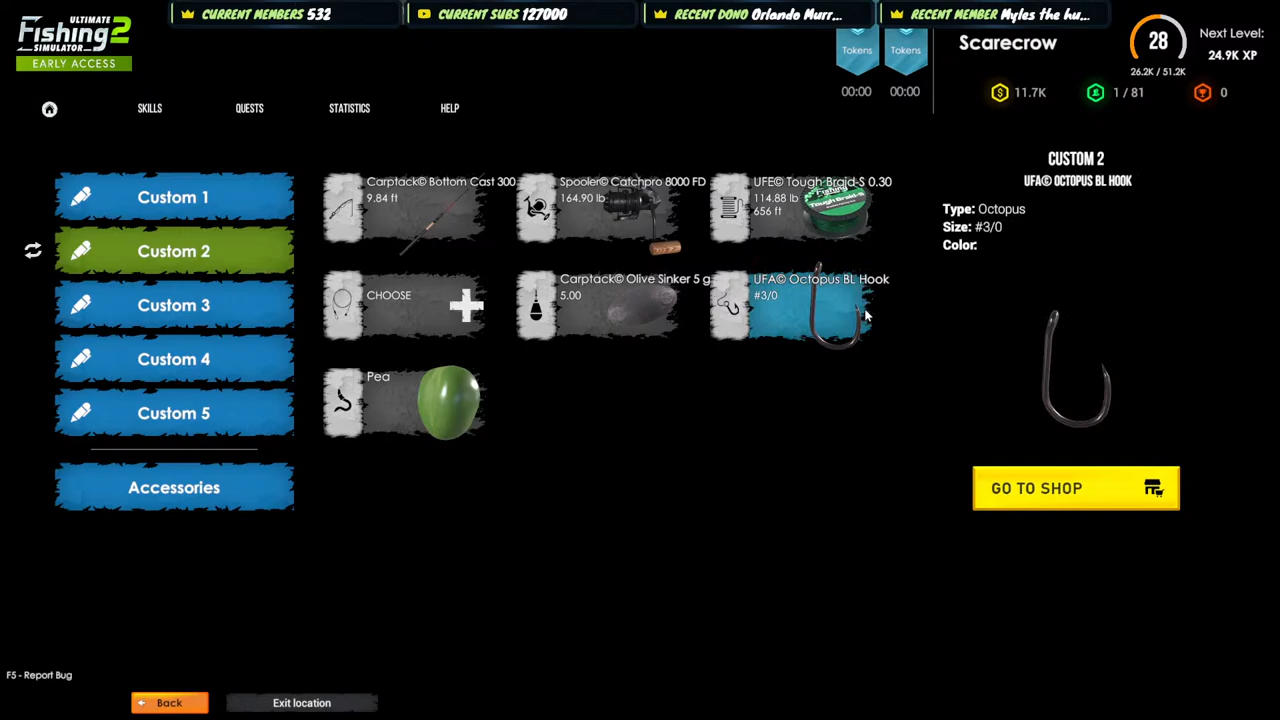 CURRENT MEMBERS 532
CURRENT SUBS 127000
RECENT DONO Orlando Murr...
RECENT MEMBER Myles the hu...
ULTIMATE
Fishing 2
SIMULATOR
EARLY ACCESS
Tokens
Tokens
00:00
00:00
Scarecrow
28
26.2K / 51.2K
Next Level:
24.9K XP
11.7K
1 / 81
0
SKILLS
QUESTS
STATISTICS
HELP
Custom 1
Custom 2
Custom 3
Custom 4
Custom 5
Accessories
Carptack© Bottom Cast 300
9.84 ft
Spooler© Catchpro 8000 FD
164.90 lb
UFE© Tough Braid-S 0.30
114.88 lb
656 ft
Fishing
Tough Braid-S
CHOOSE
Carptack© Olive Sinker 5 g
5.00
UFA© Octopus BL Hook
#3/0
Pea
CUSTOM 2
UFA© OCTOPUS BL HOOK
Type: Octopus
Size: #3/0
Color:
GO TO SHOP
F5 - Report Bug
Back
Exit location